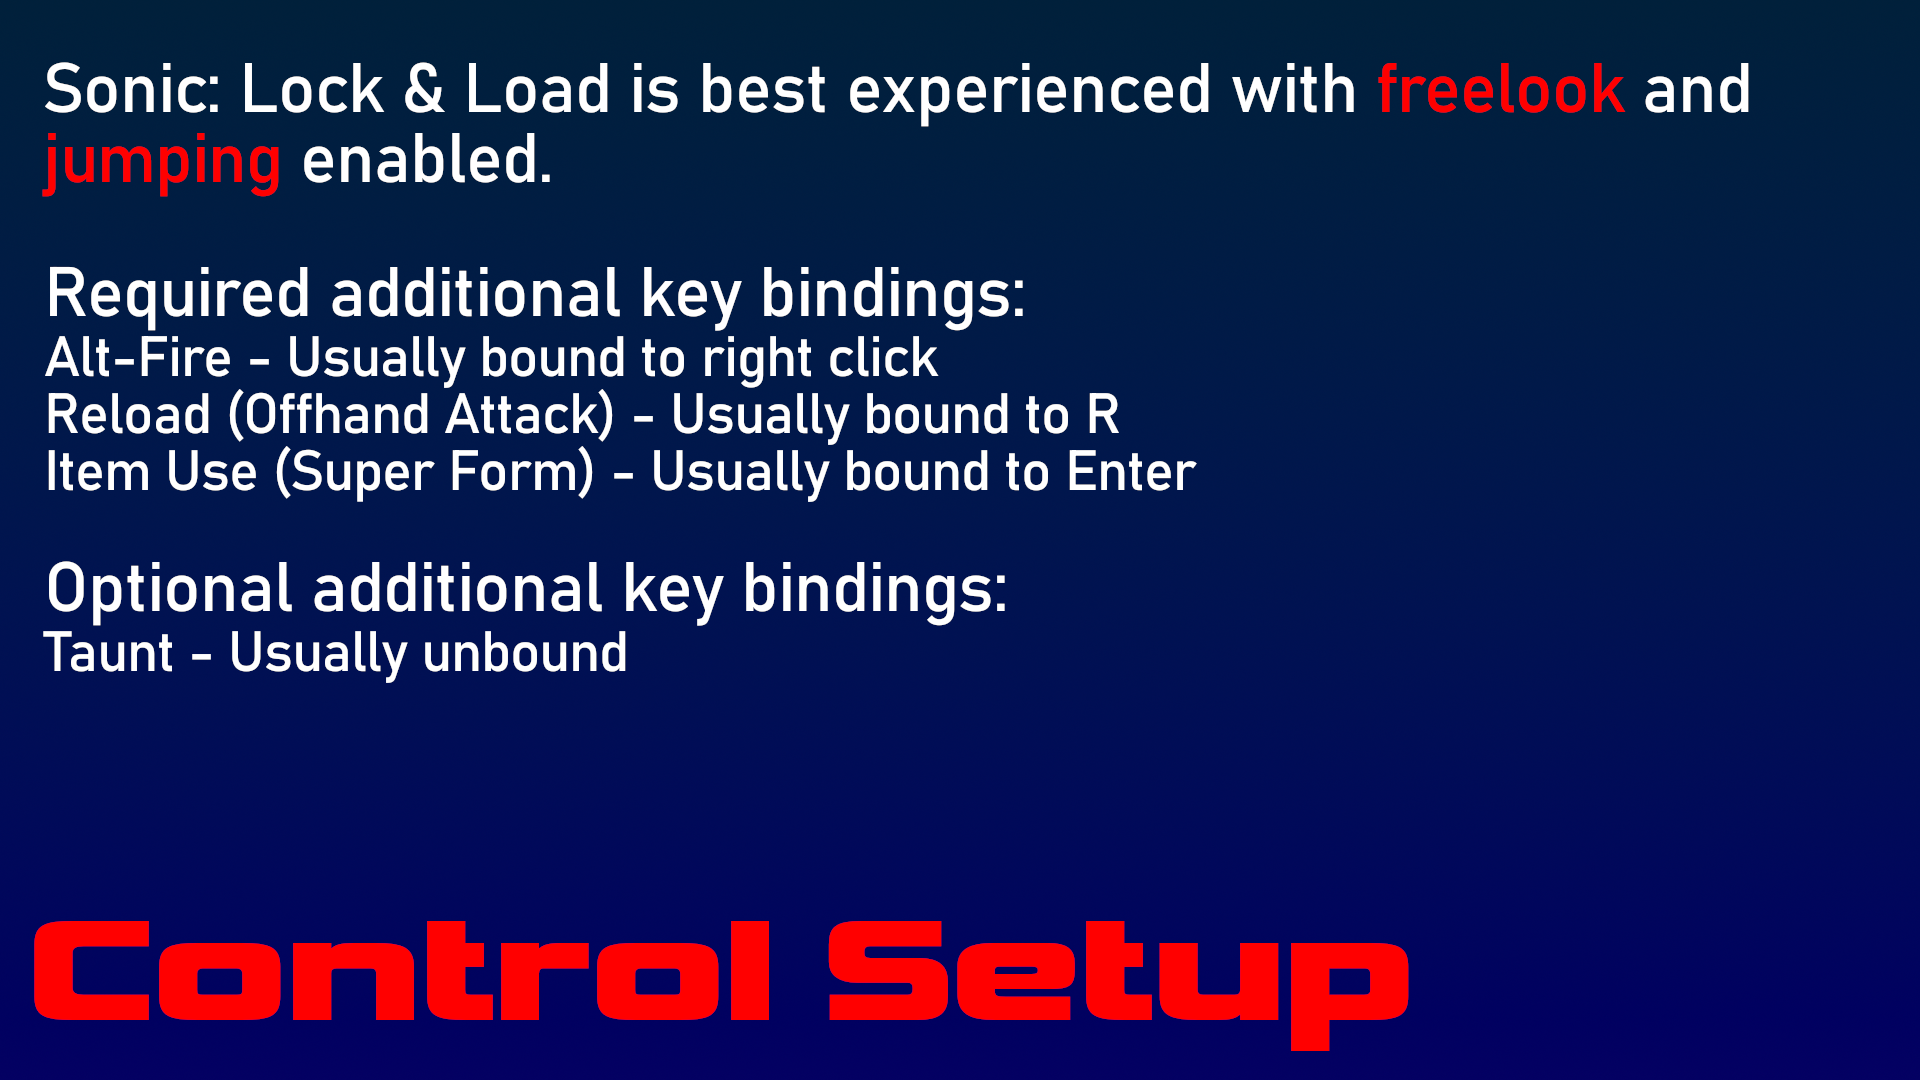 Sonic: Lock & Load is best experienced with freelook and
jumping enabled.
Required additional key bindings:
Alt-Fire - Usually bound to right click
Reload (Offhand Attack) - Usually bound to R
Item Use (Super Form) - Usually bound to Enter
Optional additional key bindings:
Taunt - Usually unbound
Control Setup